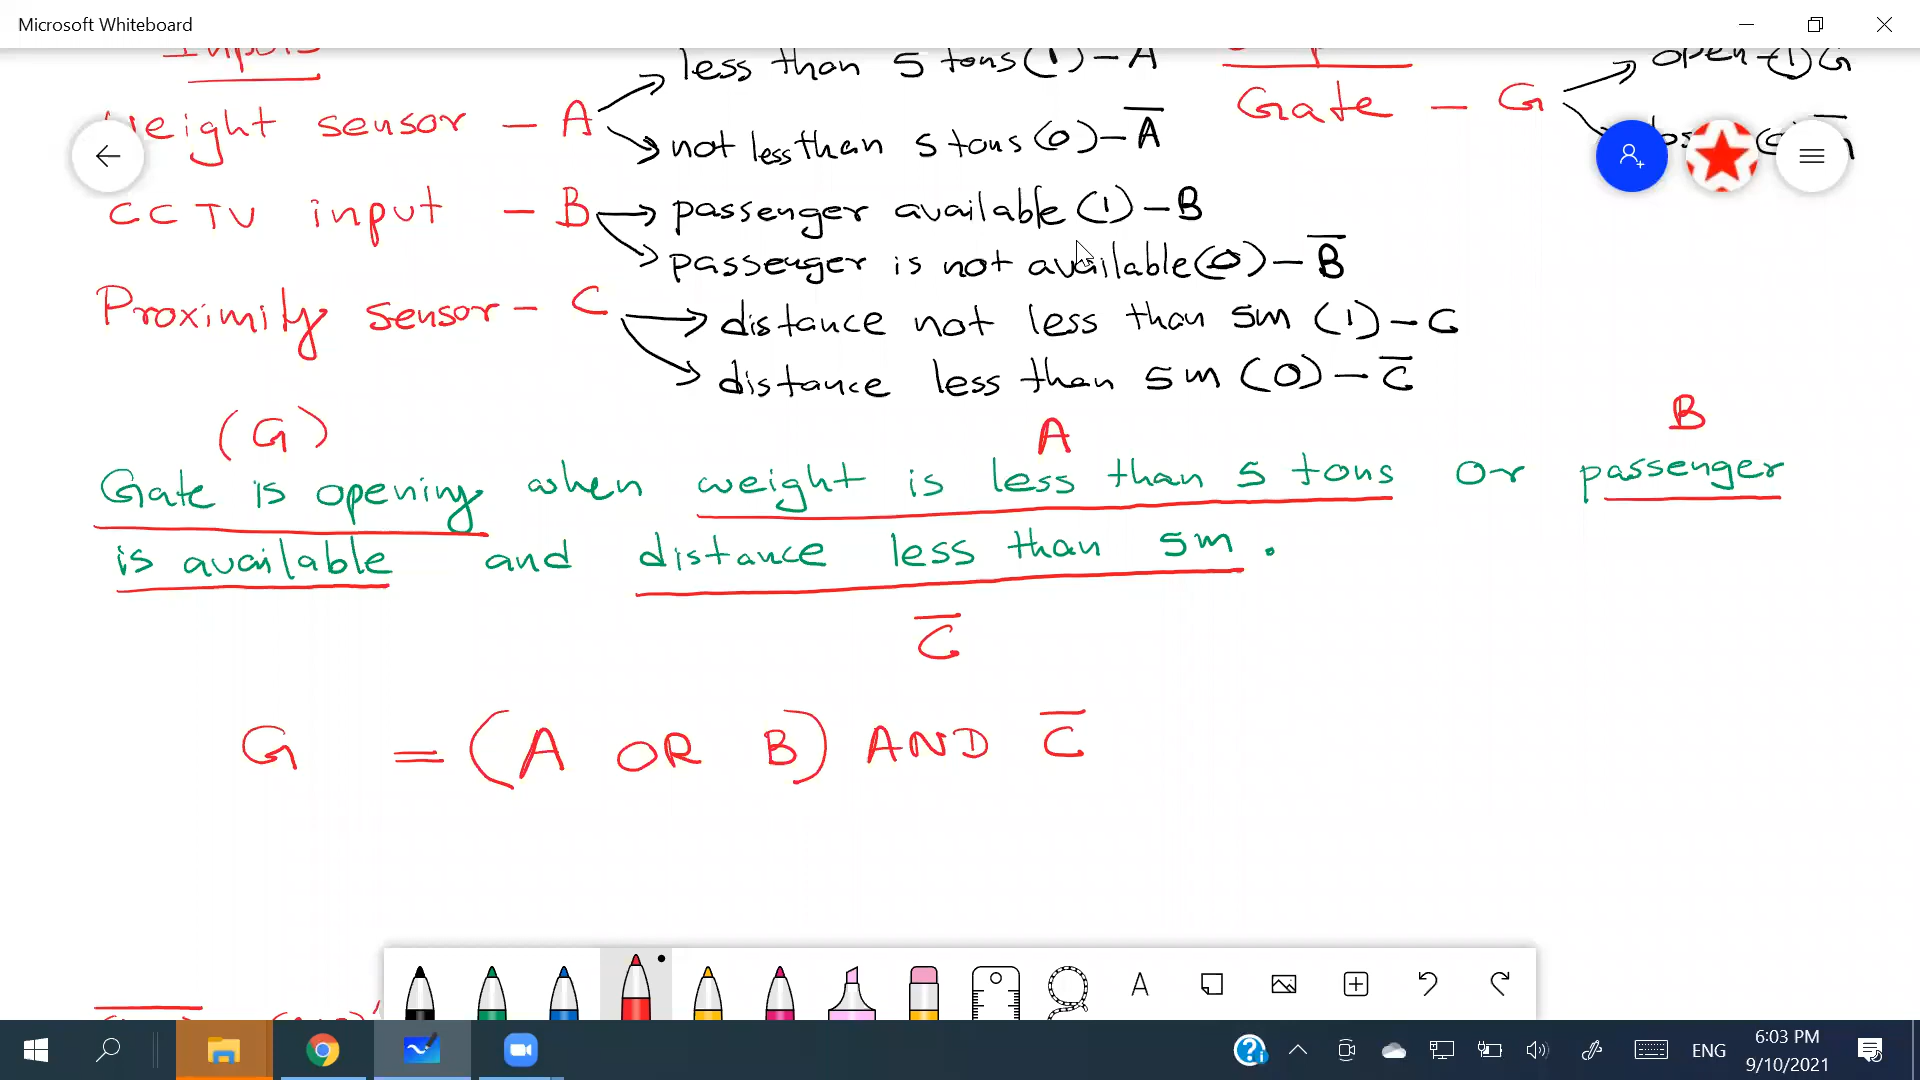 Microsoft Whiteboard
Inputs
less than 5 tons (1) – A
open – (1) G
Weight sensor – A
not less than 5 tons (0) – A̅
Gate – G
CCTV input – B
passenger available (1) – B
passenger is not available (0) – B̅
Proximity sensor – C
distance not less than 5m (1) – C
distance less than 5m (0) – C̅
(G)
A
B
Gate is opening when weight is less than 5 tons or passenger
is available and distance less than 5m.
C̅
G = (A OR B) AND C̅
A
ENG
6:03 PM
9/10/2021